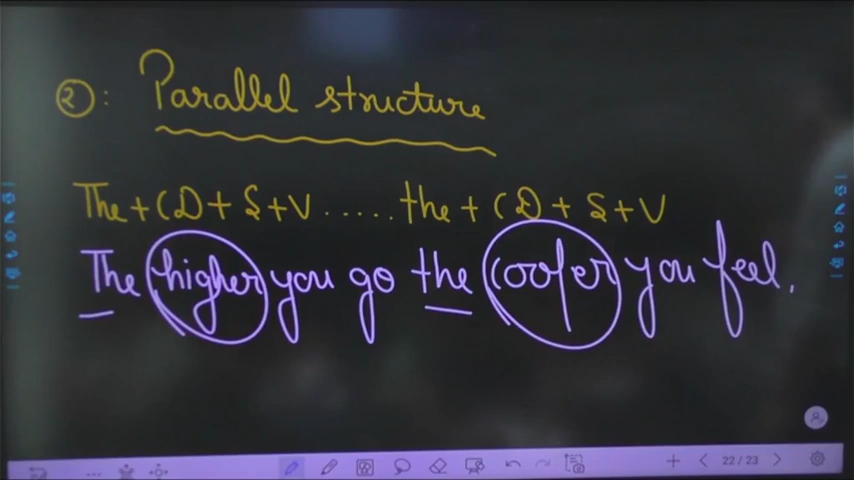 ②: Parallel structure
The + CD + S + V ..... the + CD + S + V
The higher you go the cooler you feel.
22/23